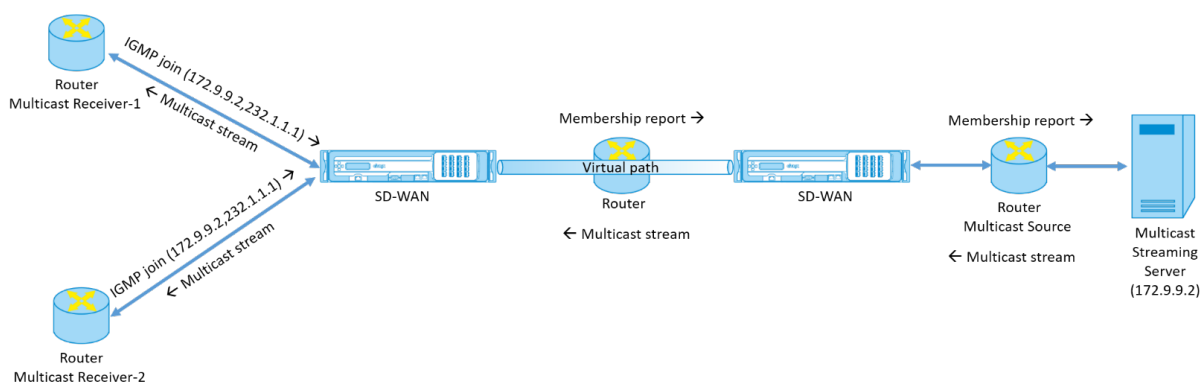 Router
Multicast Receiver-1
IGMP join (172.9.9.2,232.1.1.1) →
← Multicast stream
IGMP join (172.9.9.2,232.1.1.1) →
← Multicast stream
Router
Multicast Receiver-2
SD-WAN
Membership report →
Virtual path
Router
← Multicast stream
SD-WAN
Membership report →
Router
Multicast Source
← Multicast stream
Multicast
Streaming
Server
(172.9.9.2)